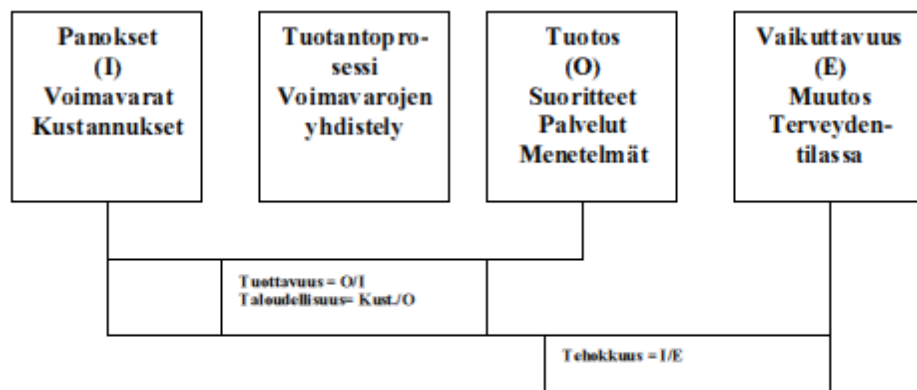 Panokset
(I)
Voimavarat
Kustannukset
Tuotantopro-
sessi
Voimavarojen
yhdistely
Tuotos
(O)
Suoritteet
Palvelut
Menetelmät
Vaikuttavuus
(E)
Muutos
Terveyden-
tilassa
Tuottavuus = O/I
Taloudellisuus= Kust./O
Tehokkuus = I/E